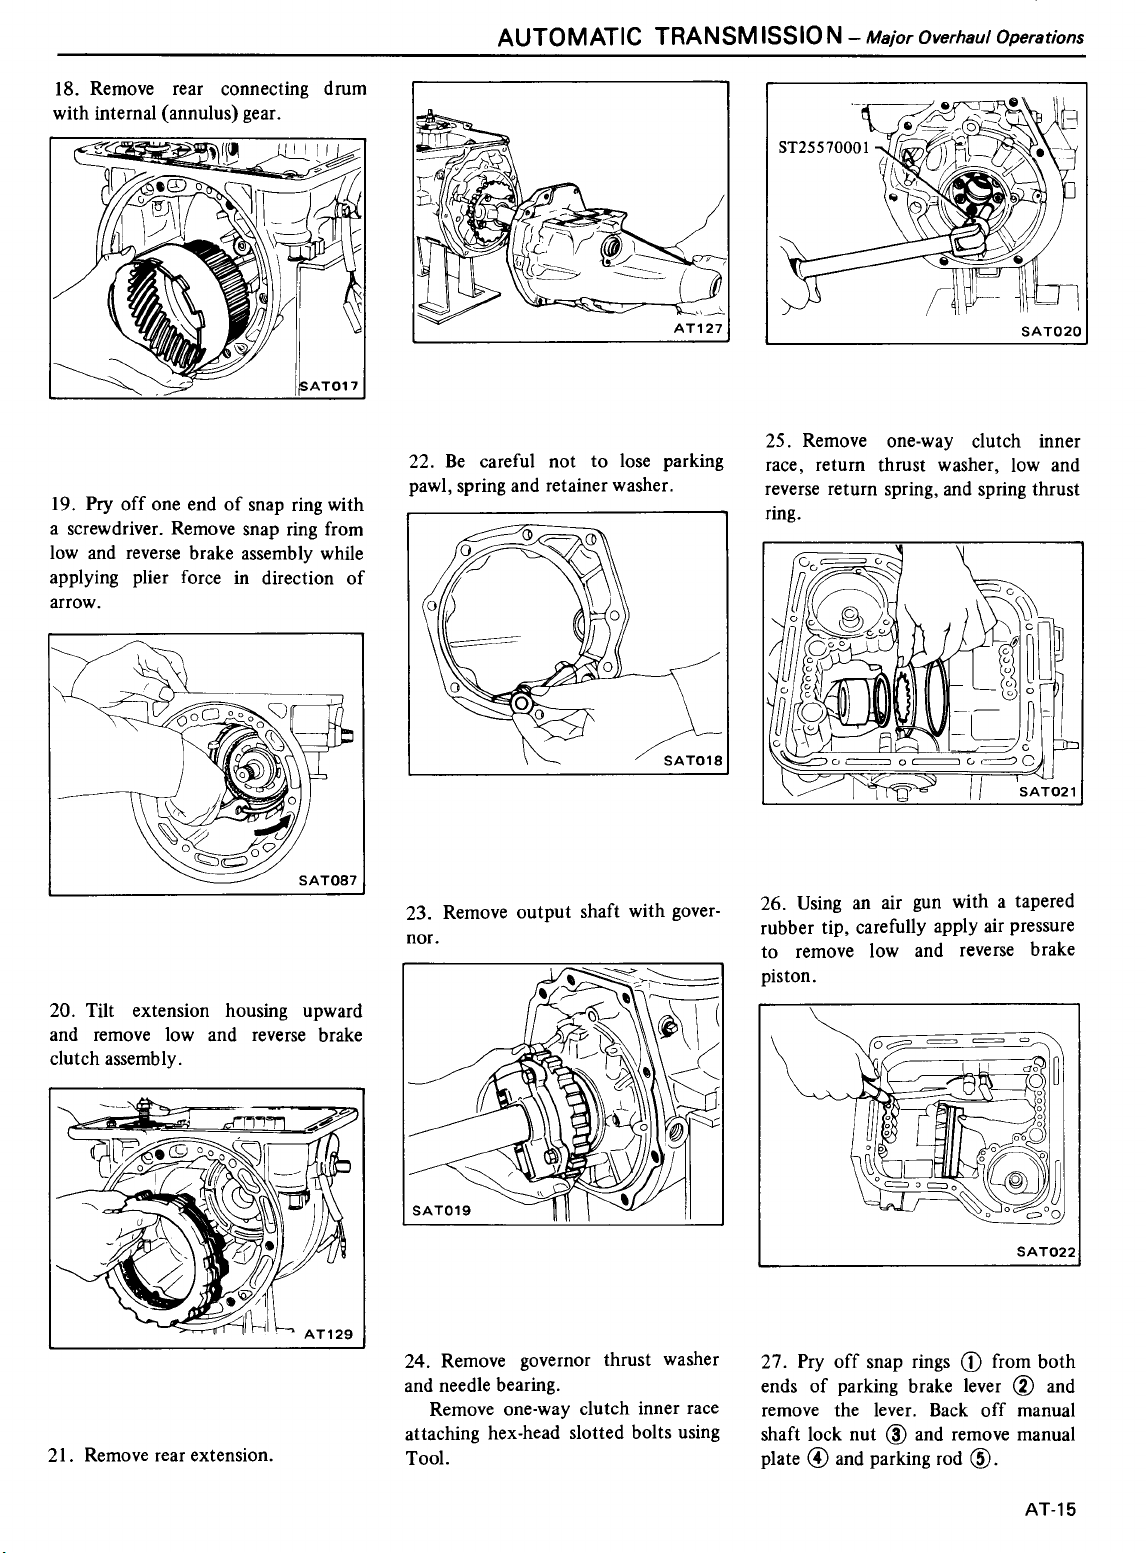 AUTOMATIC TRANSMISSION – Major Overhaul Operations
18. Remove rear connecting drum
with internal (annulus) gear.
SAT017
19. Pry off one end of snap ring with
a screwdriver. Remove snap ring from
low and reverse brake assembly while
applying plier force in direction of
arrow.
SAT087
20. Tilt extension housing upward
and remove low and reverse brake
clutch assembly.
AT129
21. Remove rear extension.
AT127
22. Be careful not to lose parking
pawl, spring and retainer washer.
SAT018
23. Remove output shaft with gover-
nor.
SAT019
24. Remove governor thrust washer
and needle bearing.
Remove one-way clutch inner race
attaching hex-head slotted bolts using
Tool.
ST25570001
SAT020
25. Remove one-way clutch inner
race, return thrust washer, low and
reverse return spring, and spring thrust
ring.
SAT021
26. Using an air gun with a tapered
rubber tip, carefully apply air pressure
to remove low and reverse brake
piston.
SAT022
27. Pry off snap rings ① from both
ends of parking brake lever ② and
remove the lever. Back off manual
shaft lock nut ③ and remove manual
plate ④ and parking rod ⑤.
AT-15